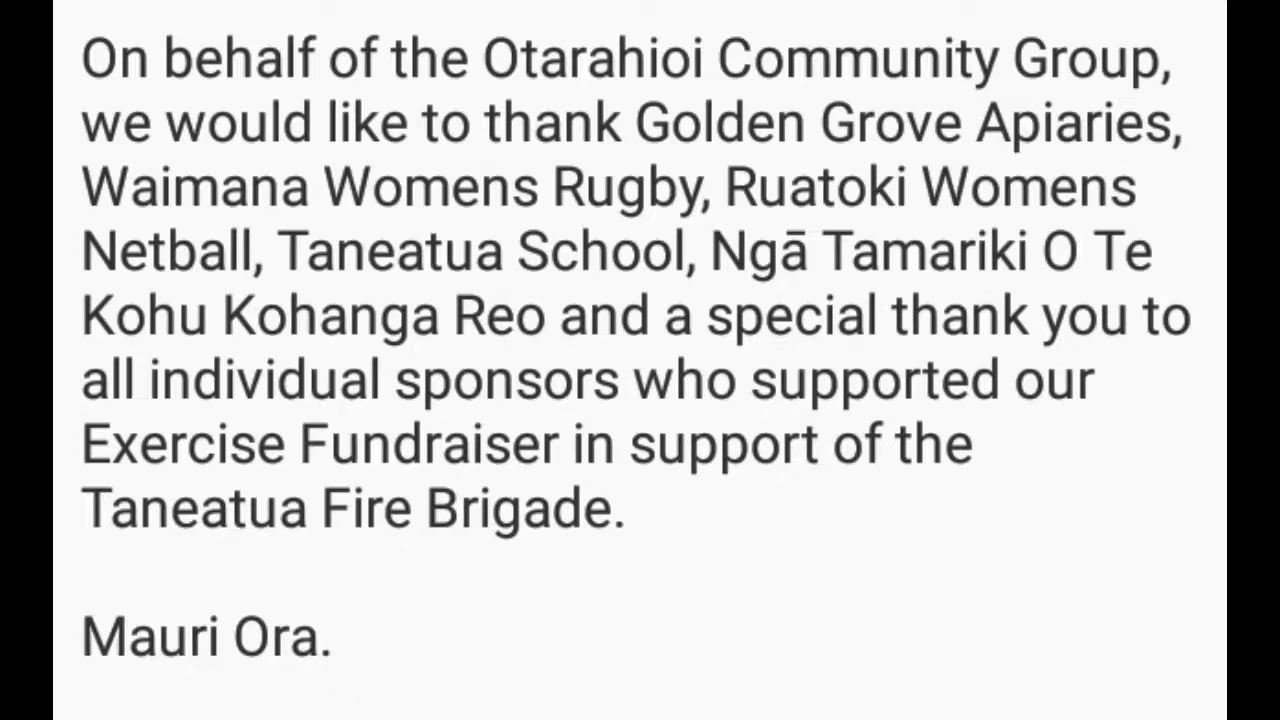 On behalf of the Otarahioi Community Group,
we would like to thank Golden Grove Apiaries,
Waimana Womens Rugby, Ruatoki Womens
Netball, Taneatua School, Ngā Tamariki O Te
Kohu Kohanga Reo and a special thank you to
all individual sponsors who supported our
Exercise Fundraiser in support of the
Taneatua Fire Brigade.
Mauri Ora.